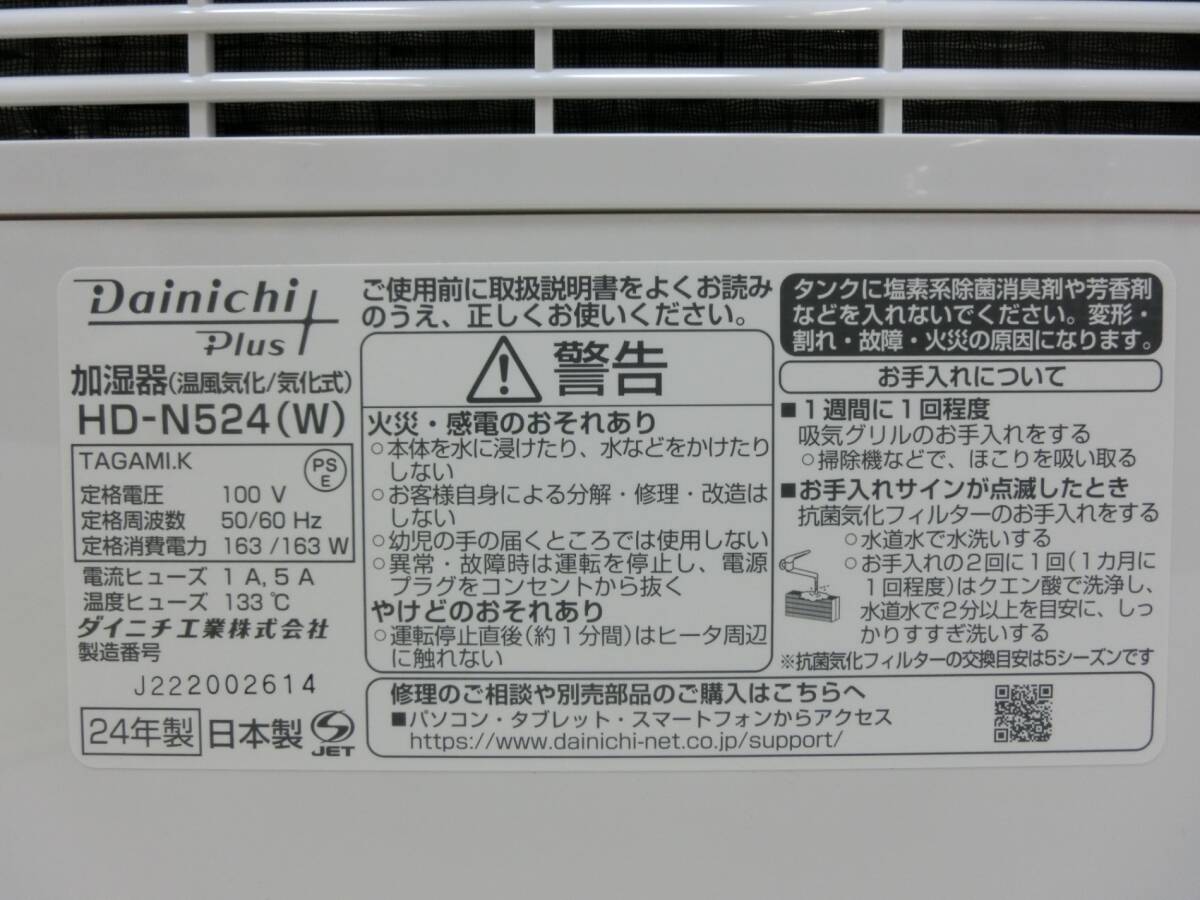 Dainichi
Plus
加湿器(温風気化/気化式)
HD-N524(W)
TAGAMI.K
PS
E
定格電圧 100 V
定格周波数 50/60 Hz
定格消費電力 163/163 W
電流ヒューズ 1 A, 5 A
温度ヒューズ 133℃
ダイニチ工業株式会社
製造番号
J222002614
24年製 日本製 JET
ご使用前に取扱説明書をよくお読み
のうえ、正しくお使いください。
警告
火災・感電のおそれあり
○本体を水に浸けたり、水などをかけたり
しない
○お客様自身による分解・修理・改造は
しない
○幼児の手の届くところでは使用しない
○異常・故障時は運転を停止し、電源
プラグをコンセントから抜く
やけどのおそれあり
○運転停止直後(約1分間)はヒータ周辺
に触れない
タンクに塩素系除菌消臭剤や芳香剤
などを入れないでください。変形・
割れ・故障・火災の原因になります。
お手入れについて
■1週間に1回程度
吸気グリルのお手入れをする
○掃除機などで、ほこりを吸い取る
■お手入れサインが点滅したとき
抗菌気化フィルターのお手入れをする
○水道水で水洗いする
○お手入れの2回に1回(1カ月に
1回程度)はクエン酸で洗浄し、
水道水で2分以上を目安に、しっ
かりすすぎ洗いする
※抗菌気化フィルターの交換目安は5シーズンです
修理のご相談や別売部品のご購入はこちらへ
■パソコン・タブレット・スマートフォンからアクセス
https://www.dainichi-net.co.jp/support/